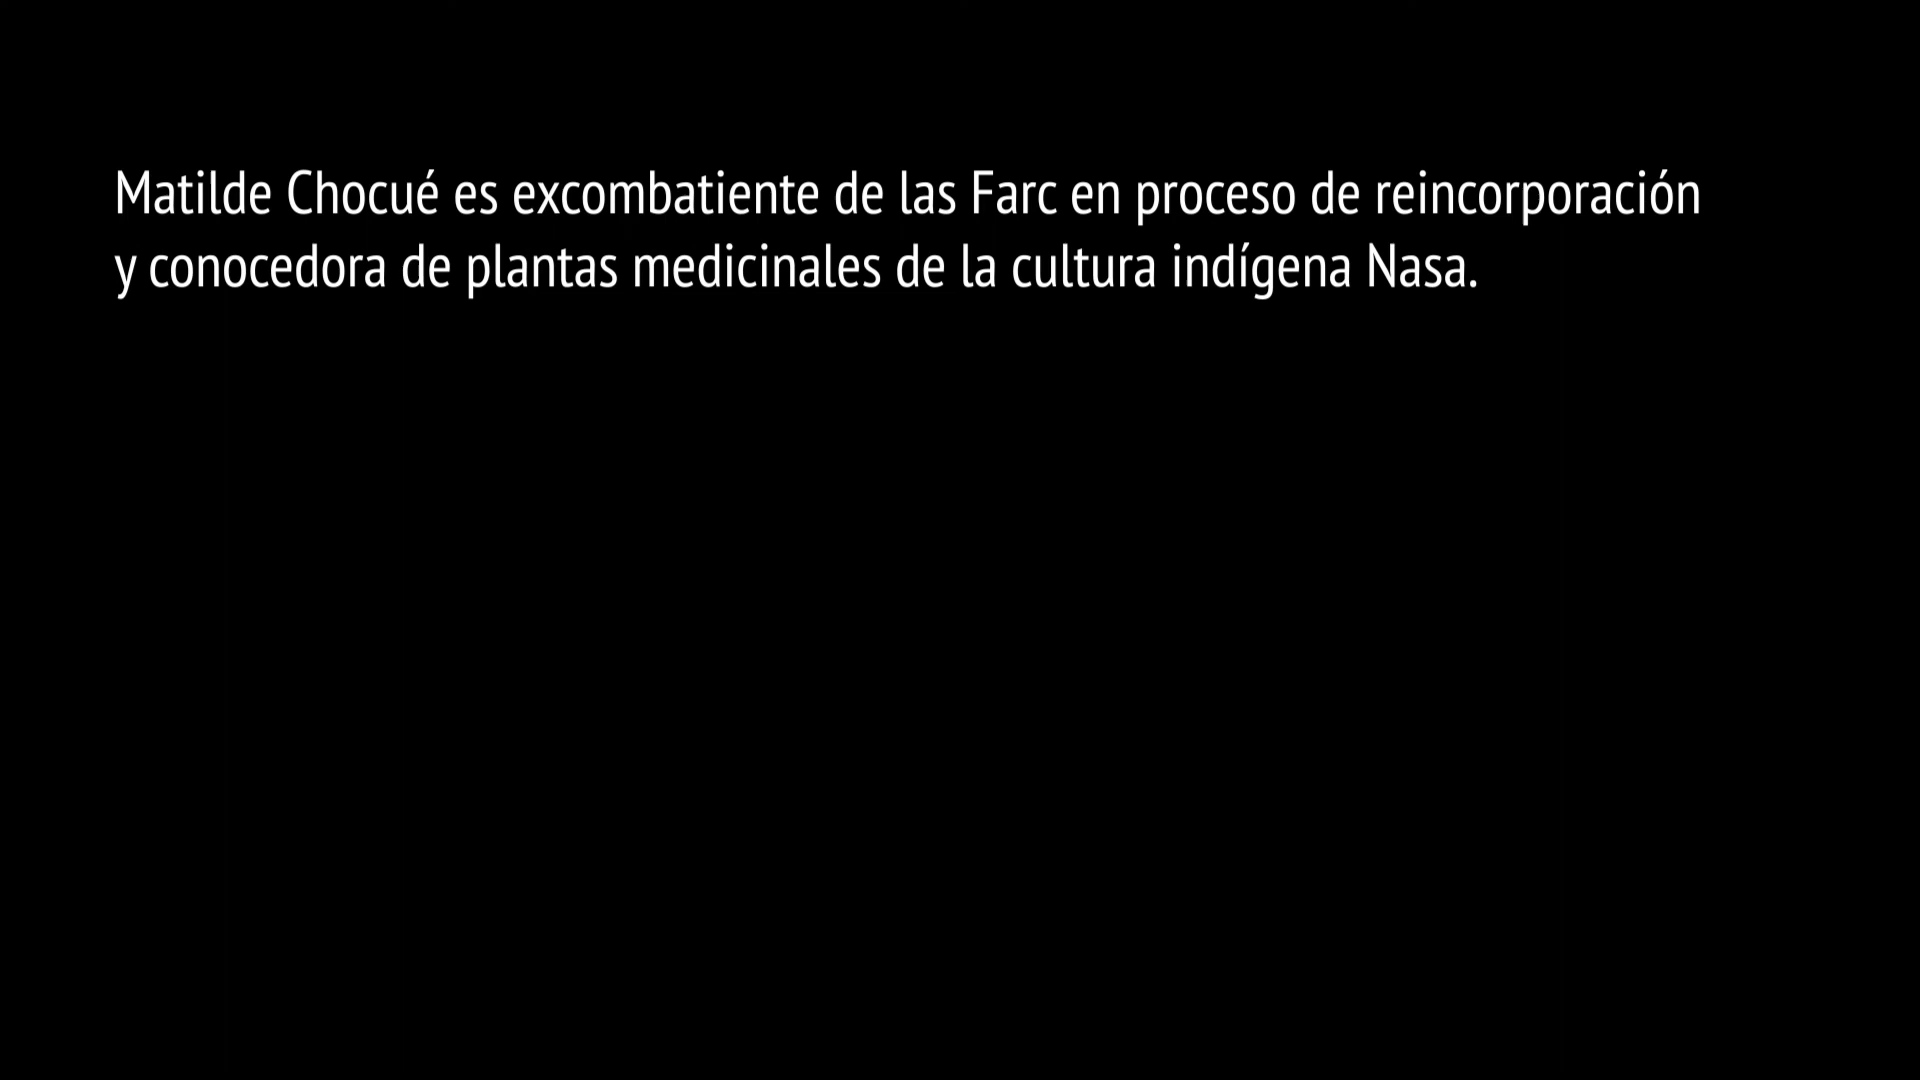 Matilde Chocué es excombatiente de las Farc en proceso de reincorporación
y conocedora de plantas medicinales de la cultura indígena Nasa.